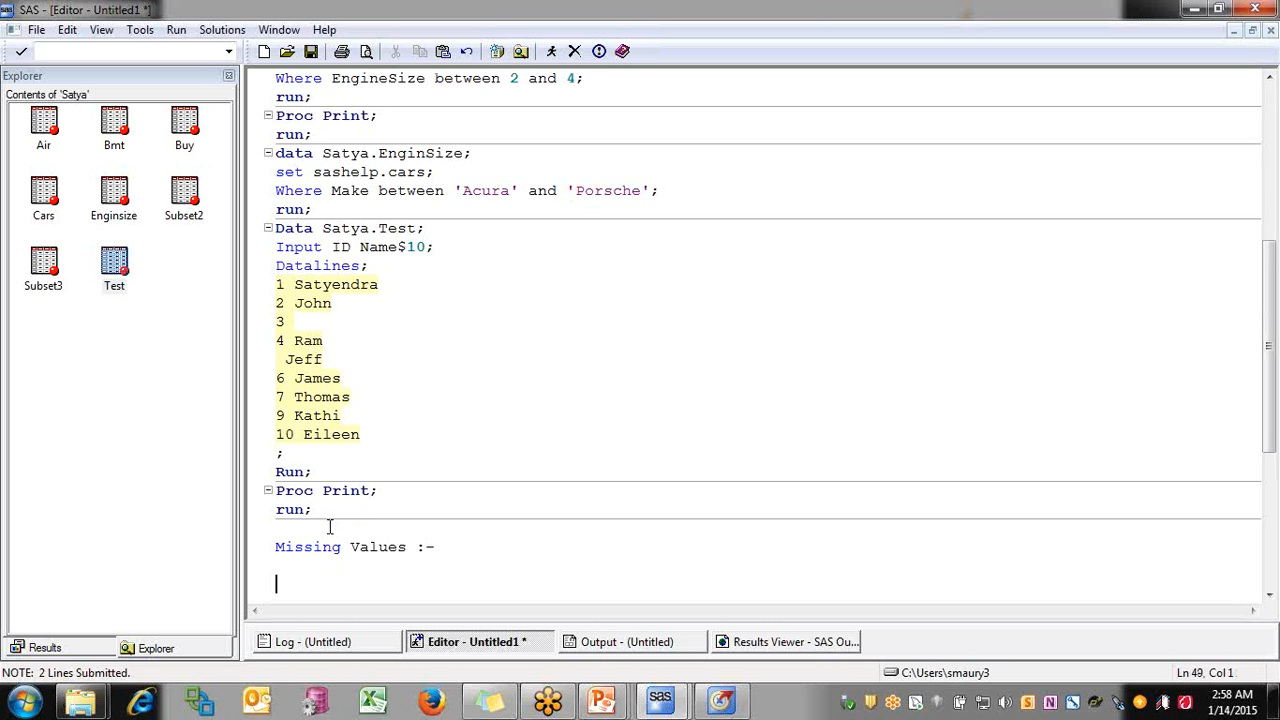 SAS - [Editor - Untitled1 *]
File Edit View Tools Run Solutions Window Help
Explorer
Contents of 'Satya'
Air Bmt Buy
Cars Enginsize Subset2
Subset3 Test
Where EngineSize between 2 and 4;
run;
Proc Print;
run;
data Satya.EnginSize;
set sashelp.cars;
Where Make between 'Acura' and 'Porsche';
run;
Data Satya.Test;
Input ID Name$10;
Datalines;
1 Satyendra
2 John
3
4 Ram
Jeff
6 James
7 Thomas
9 Kathi
10 Eileen
;
Run;
Proc Print;
run;
Missing Values :-
Results Explorer
Log - (Untitled) Editor - Untitled1 * Output - (Untitled) Results Viewer - SAS Ou...
NOTE: 2 Lines Submitted. C:\Users\smaury3 Ln 49, Col 1
2:58 AM
1/14/2015